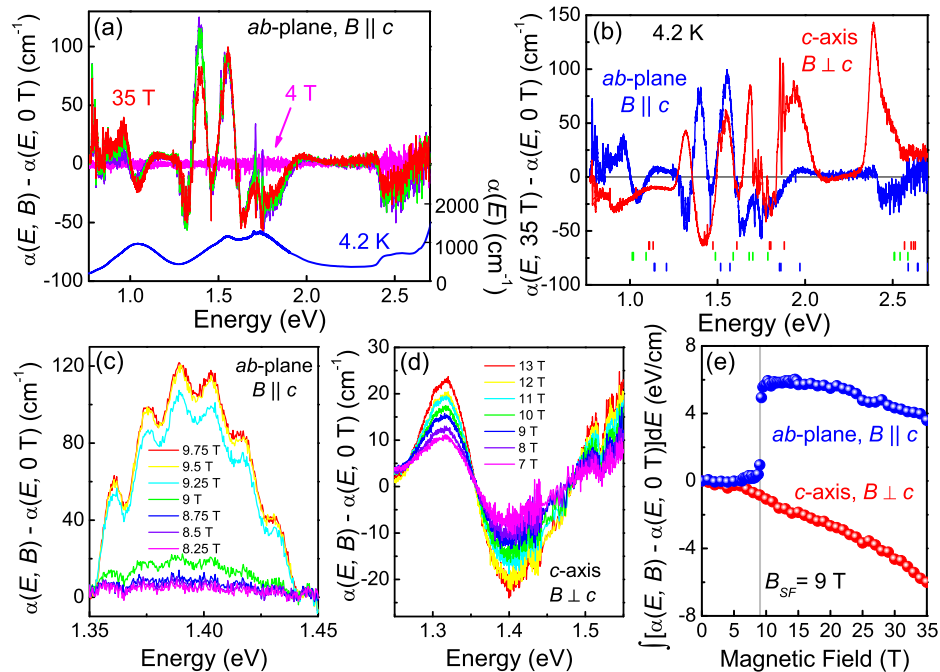 (a) ab-plane, B || c
35 T
4 T
4.2 K
α(E, B) - α(E, 0 T) (cm⁻¹)
100
50
0
-50
-100
2000
1000
0
α(E) (cm⁻¹)
1.0 1.5 2.0 2.5
Energy (eV)
(b) 4.2 K
c-axis
B ⊥ c
ab-plane
B || c
α(E, 35 T) - α(E, 0 T) (cm⁻¹)
150
100
50
0
-50
-100
1.0 1.5 2.0 2.5
Energy (eV)
(c) ab-plane
B || c
9.75 T
9.5 T
9.25 T
9 T
8.75 T
8.5 T
8.25 T
α(E, B) - α(E, 0 T) (cm⁻¹)
120
80
40
0
1.35 1.40 1.45
Energy (eV)
(d)
13 T
12 T
11 T
10 T
9 T
8 T
7 T
c-axis
B ⊥ c
α(E, B) - α(E, 0 T) (cm⁻¹)
30
20
10
0
-10
-20
1.3 1.4 1.5
Energy (eV)
(e)
ab-plane, B || c
c-axis, B ⊥ c
B_SF = 9 T
∫[α(E, B) - α(E, 0 T)]dE (eV/cm)
8
4
0
-4
-8
0 5 10 15 20 25 30 35
Magnetic Field (T)